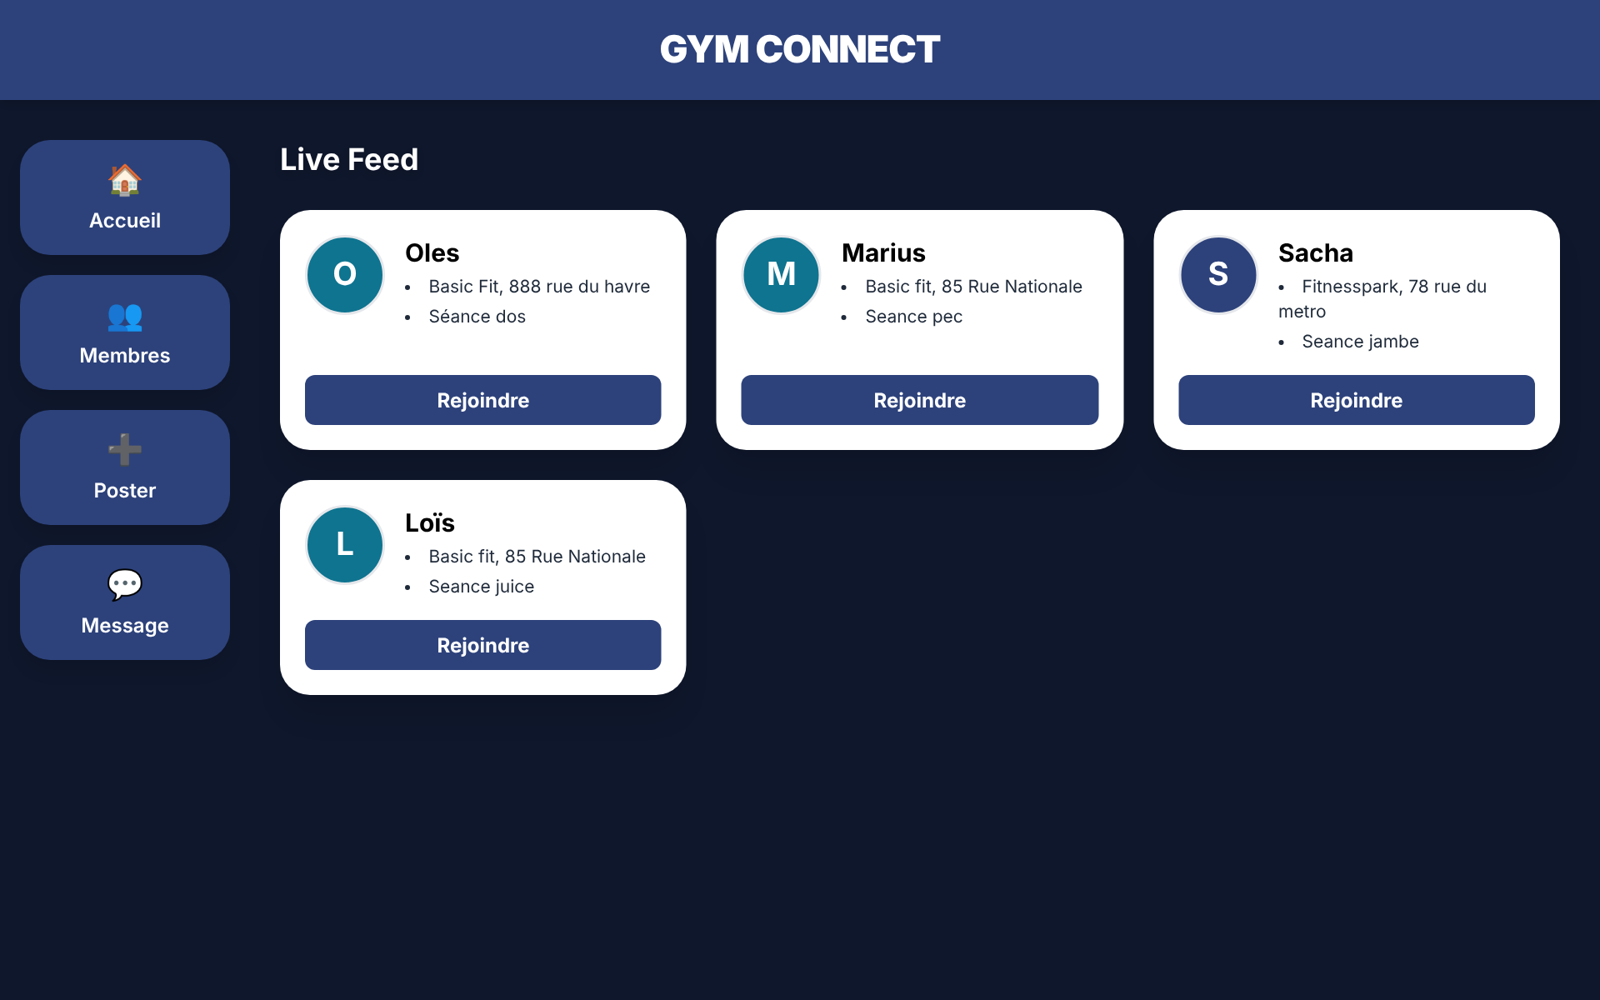 GYM CONNECT
Accueil
Membres
Poster
Message
Live Feed
O
Oles
• Basic Fit, 888 rue du havre
• Séance dos
Rejoindre
M
Marius
• Basic fit, 85 Rue Nationale
• Seance pec
Rejoindre
S
Sacha
• Fitnesspark, 78 rue du
metro
• Seance jambe
Rejoindre
L
Loïs
• Basic fit, 85 Rue Nationale
• Seance juice
Rejoindre